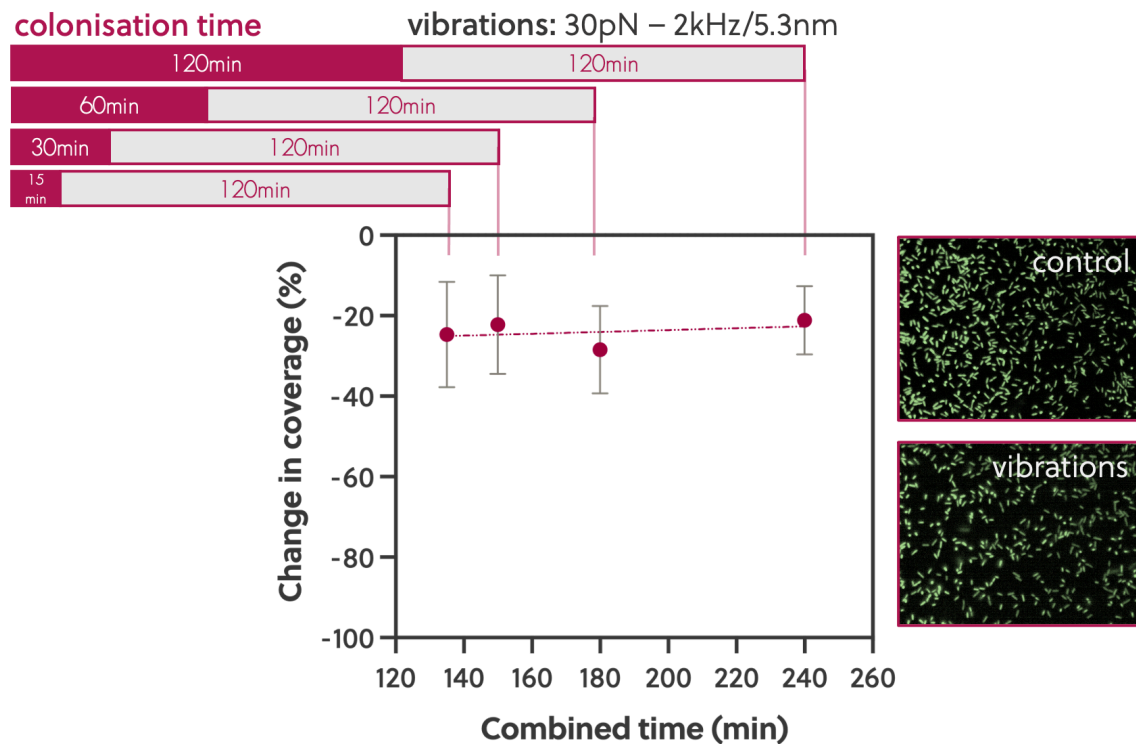 colonisation time
vibrations: 30pN – 2kHz/5.3nm
120min 120min
60min 120min
30min 120min
15 min 120min
control
vibrations
Change in coverage (%)
0
-20
-40
-60
-80
-100
120 140 160 180 200 220 240 260
Combined time (min)